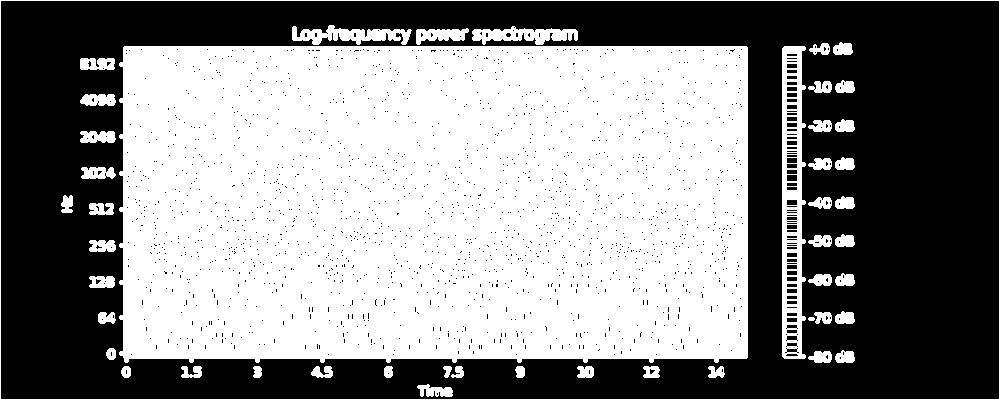 Log-frequency power spectrogram
8192
4096
2048
1024
512
256
128
64
0
Hz
0 1.5 3 4.5 6 7.5 9 10 12 14
Time
+0 dB
-10 dB
-20 dB
-30 dB
-40 dB
-50 dB
-60 dB
-70 dB
-80 dB